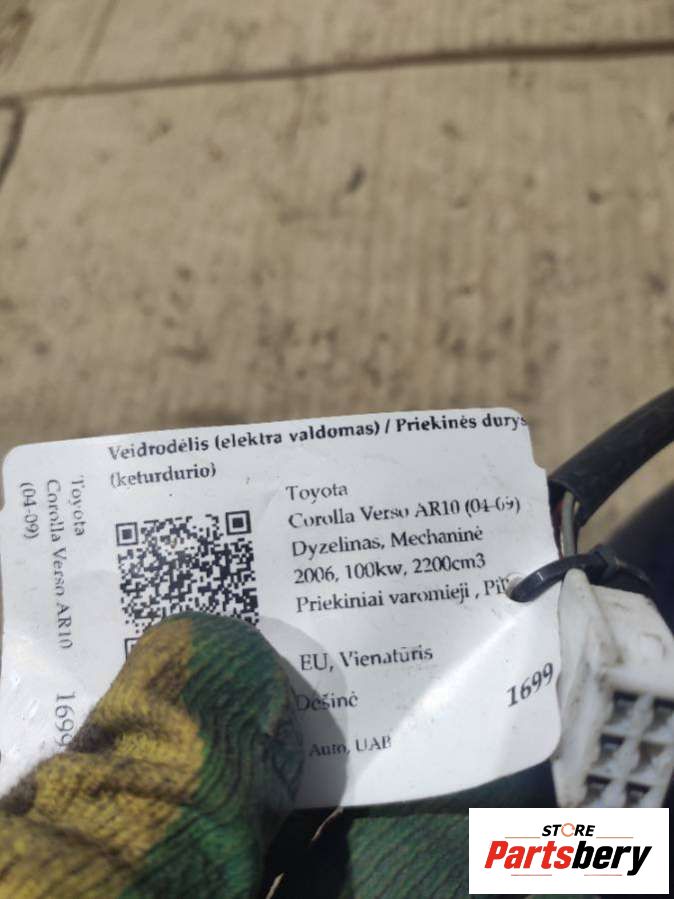 Veidrodėlis (elektra valdomas) / Priekinės durys
(keturdurio)
Toyota
Corolla Verso AR10 (04-09)
Dyzelinas, Mechaninė
2006, 100kw, 2200cm3
Priekiniai varomieji ,
EU, Vienatūris
Dešinė
1699
Auto, UAB
Toyota
Corolla Verso AR10
(04-09)
1699
STORE
Partsbery